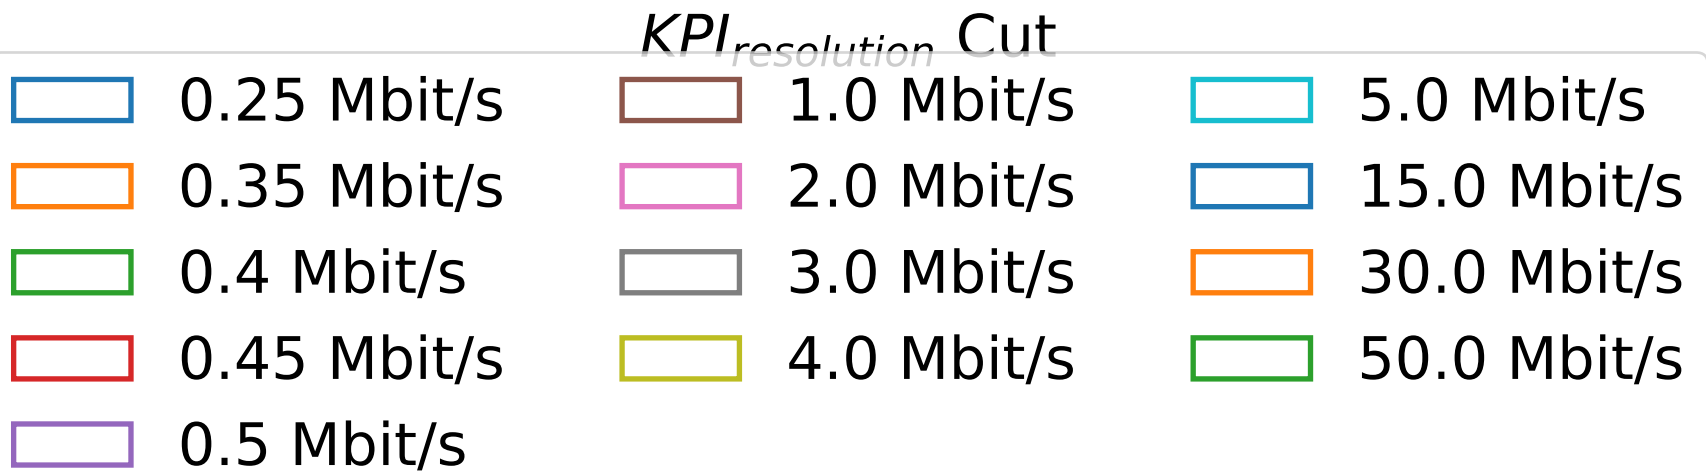 KPIresolution Cut
0.25 Mbit/s
0.35 Mbit/s
0.4 Mbit/s
0.45 Mbit/s
0.5 Mbit/s
1.0 Mbit/s
2.0 Mbit/s
3.0 Mbit/s
4.0 Mbit/s
5.0 Mbit/s
15.0 Mbit/s
30.0 Mbit/s
50.0 Mbit/s